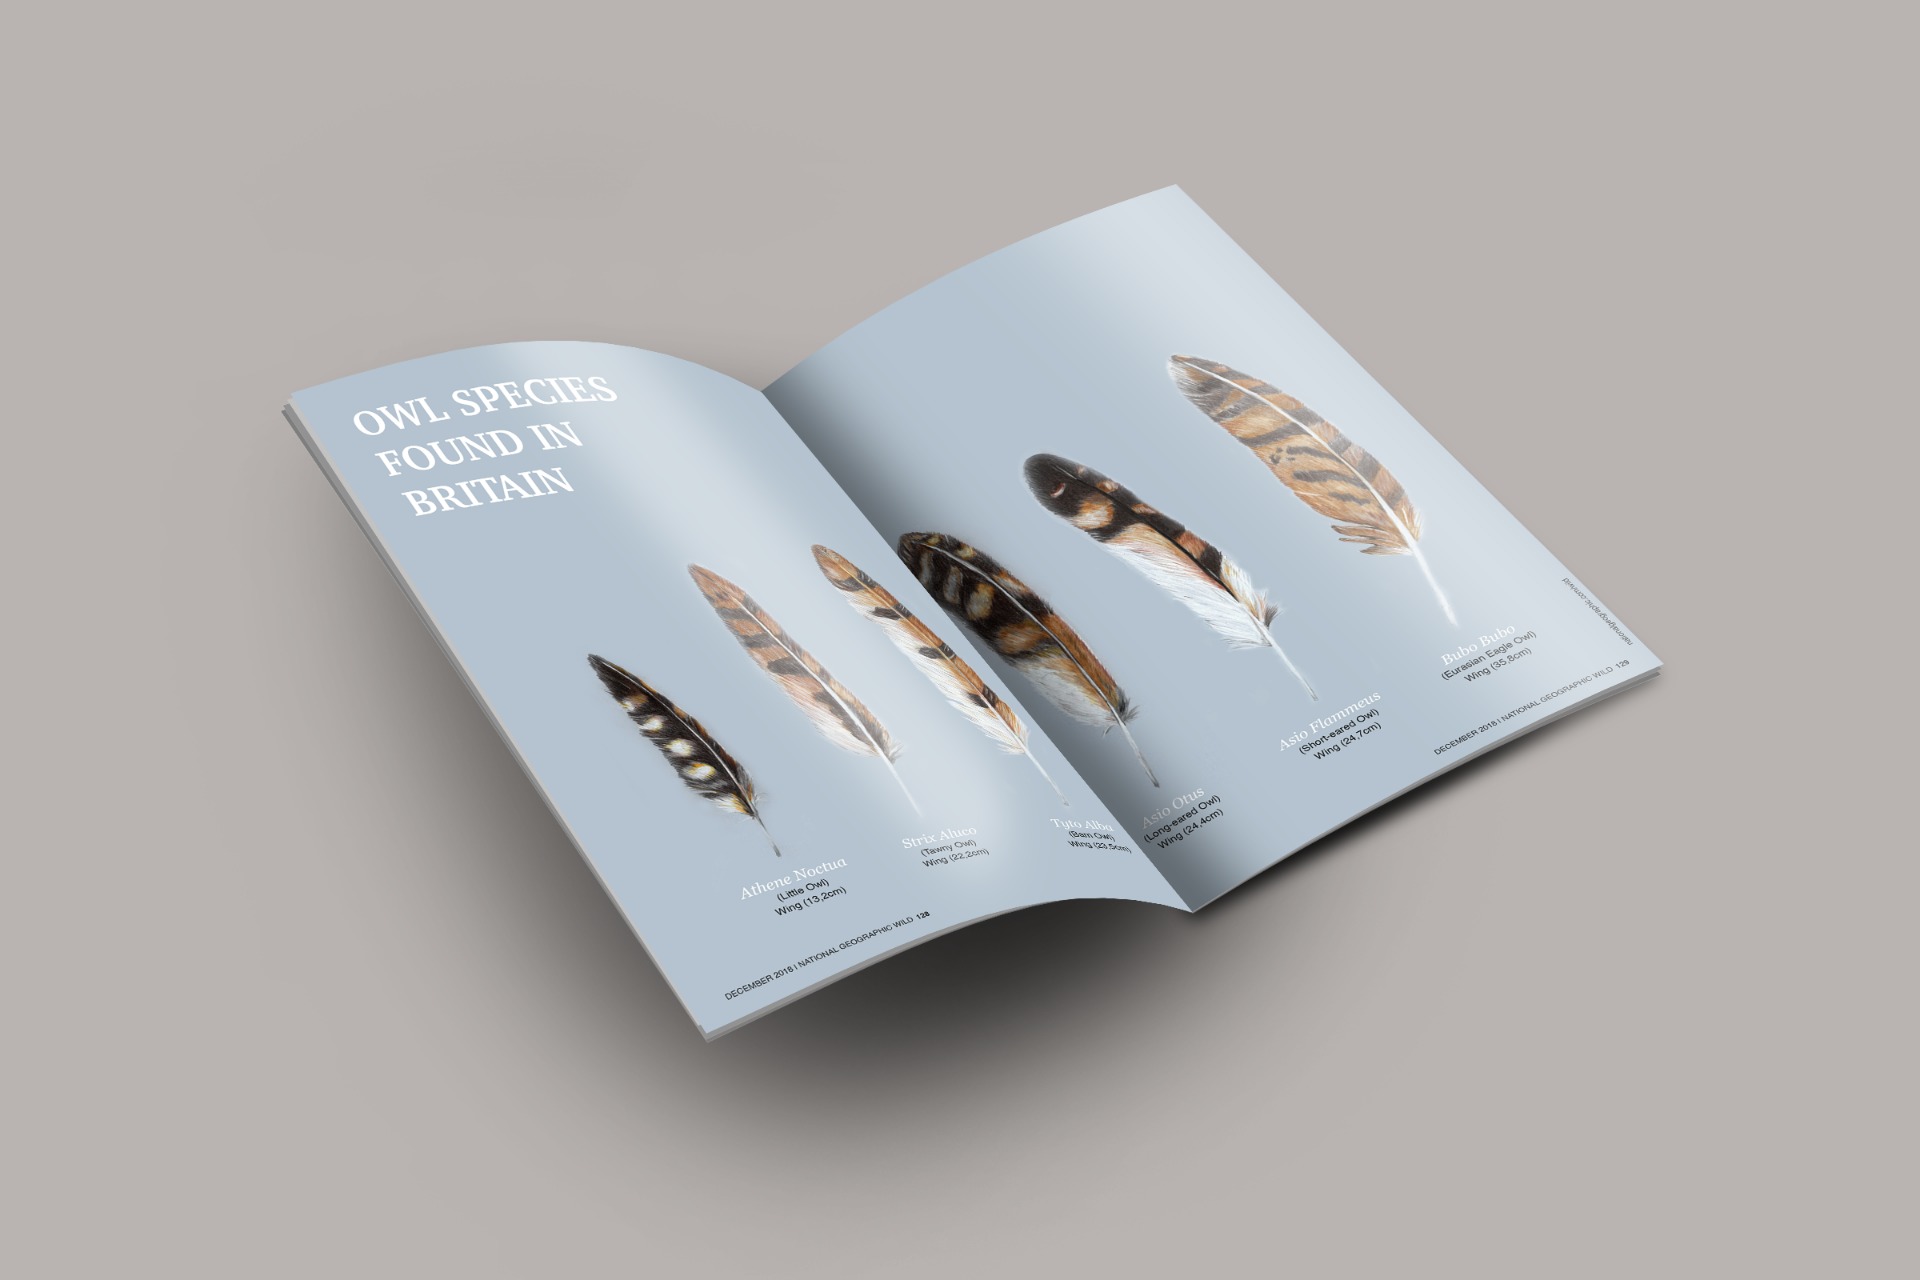 OWL SPECIES
FOUND IN
BRITAIN
Athene Noctua
(Little Owl)
Wing (13,2cm)
Strix Aluco
(Tawny Owl)
Wing (22,2cm)
Tyto Alba
(Barn Owl)
Wing (23,5cm)
DECEMBER 2018 | NATIONAL GEOGRAPHIC WILD 128
Asio Otus
(Long-eared Owl)
Wing (24,4cm)
Asio Flammeus
(Short-eared Owl)
Wing (24,7cm)
Bubo Bubo
(Eurasian Eagle Owl)
Wing (35,8cm)
nationalgeographic.com/wild
DECEMBER 2018 | NATIONAL GEOGRAPHIC WILD 129